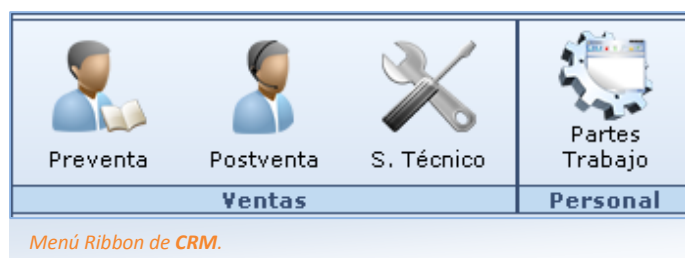 Preventa
Postventa
S. Técnico
Partes
Trabajo
Ventas
Personal
Menú Ribbon de CRM.